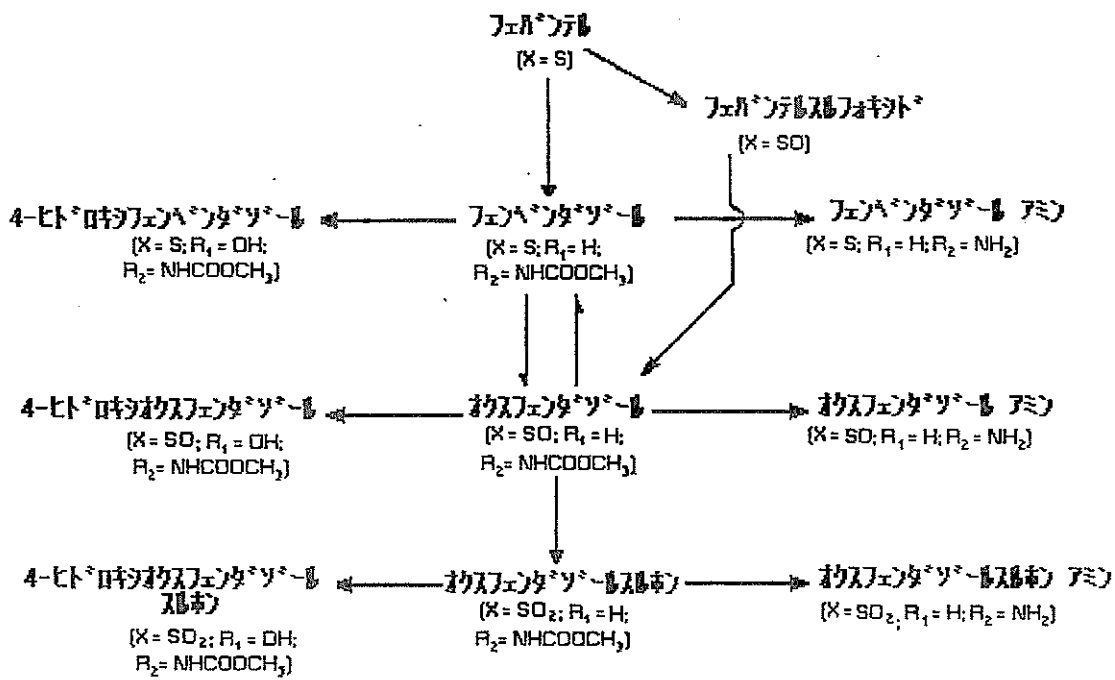 フェバンテル
(X = S)
フェバンテルスルフォキシド
(X = SO)
4-ヒドロキシフェンベンダゾール
(X = S; R₁ = OH;
R₂ = NHCOOCH₃)
フェンベンダゾール
(X = S; R₁ = H;
R₂ = NHCOOCH₃)
フェンベンダゾール アミン
(X = S; R₁ = H; R₂ = NH₂)
4-ヒドロキシオクスフェンダゾール
(X = SO; R₁ = OH;
R₂ = NHCOOCH₃)
オクスフェンダゾール
(X = SO; R₁ = H;
R₂ = NHCOOCH₃)
オクスフェンダゾール アミン
(X = SO; R₁ = H; R₂ = NH₂)
4-ヒドロキシオクスフェンダゾール
スルホン
(X = SO₂; R₁ = OH;
R₂ = NHCOOCH₃)
オクスフェンダゾールスルホン
(X = SO₂; R₁ = H;
R₂ = NHCOOCH₃)
オクスフェンダゾールスルホン アミン
(X = SO₂; R₁ = H; R₂ = NH₂)